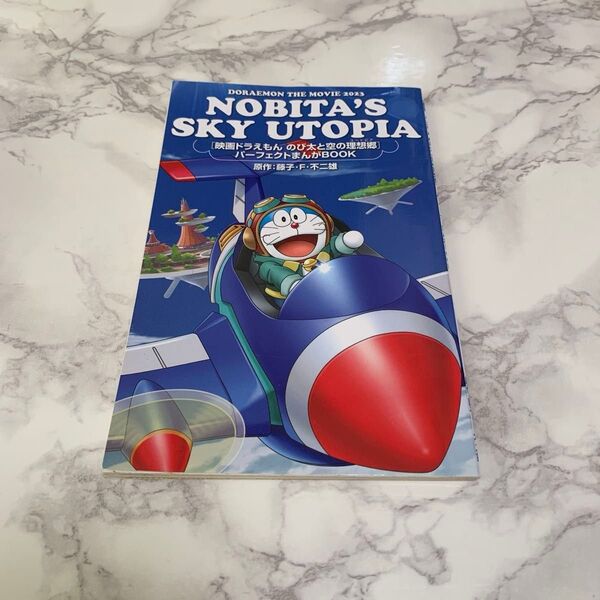 DORAEMON THE MOVIE 2023
NOBITA'S
SKY UTOPIA
[映画ドラえもん のび太と空の理想郷]
パーフェクトまんがBOOK
原作:藤子・F・不二雄